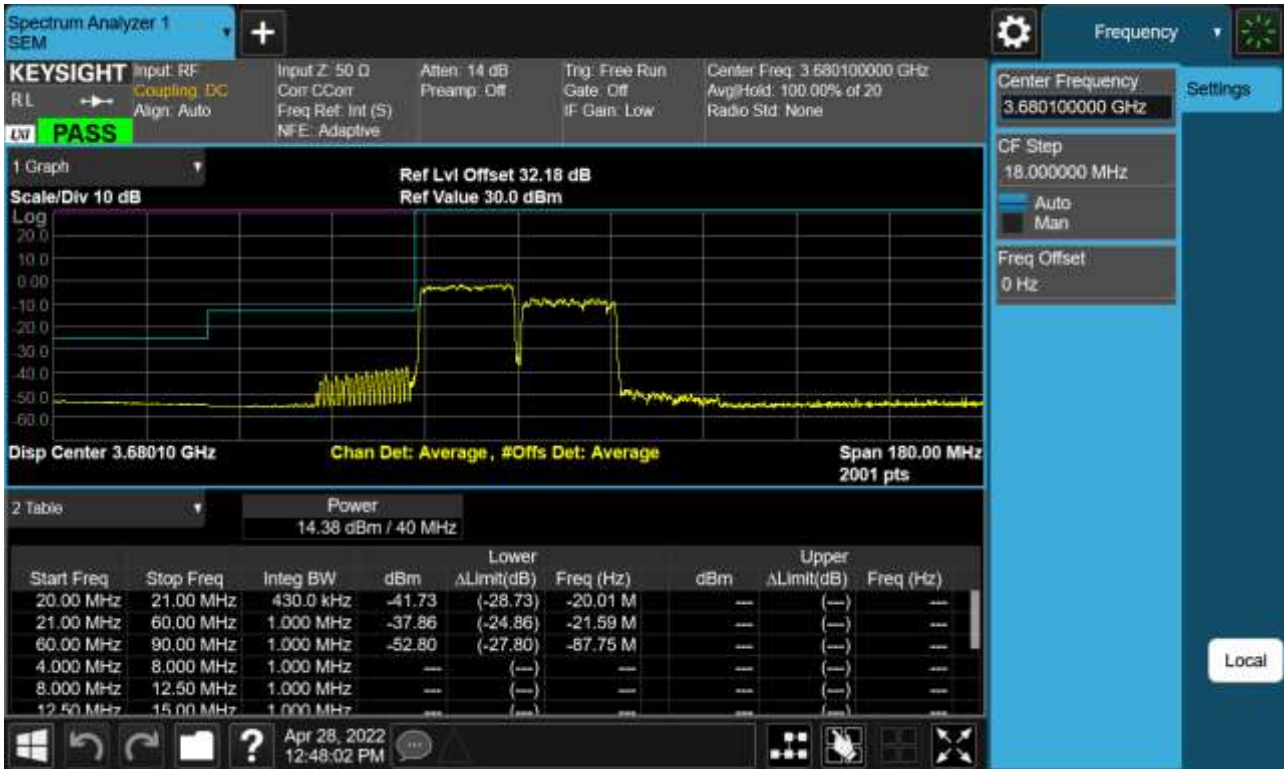 Spectrum Analyzer 1
SEM
+
Frequency
KEYSIGHT
RL
LXI
PASS
Input: RF
Coupling: DC
Align: Auto
Input Z: 50 Ω
Corr CCorr
Freq Ref: Int (S)
NFE: Adaptive
Atten: 14 dB
Preamp: Off
Trig: Free Run
Gate: Off
IF Gain: Low
Center Freq: 3.680100000 GHz
Avg|Hold: 100.00% of 20
Radio Std: None
Center Frequency
3.680100000 GHz
Settings
CF Step
18.000000 MHz
Auto
Man
Freq Offset
0 Hz
1 Graph
Ref Lvl Offset 32.18 dB
Scale/Div 10 dB
Ref Value 30.0 dBm
Log
20.0
10.0
0.00
-10.0
-20.0
-30.0
-40.0
-50.0
-60.0
Disp Center 3.68010 GHz
Chan Det: Average, #Offs Det: Average
Span 180.00 MHz
2001 pts
2 Table
Power
14.38 dBm / 40 MHz
Lower Upper
Start Freq Stop Freq Integ BW dBm ΔLimit(dB) Freq (Hz) dBm ΔLimit(dB) Freq (Hz)
20.00 MHz 21.00 MHz 430.0 kHz -41.73 (-28.73) -20.01 M --- (---) ---
21.00 MHz 60.00 MHz 1.000 MHz -37.86 (-24.86) -21.59 M --- (---) ---
60.00 MHz 90.00 MHz 1.000 MHz -52.80 (-27.80) -87.75 M --- (---) ---
4.000 MHz 8.000 MHz 1.000 MHz --- (---) --- --- (---) ---
8.000 MHz 12.50 MHz 1.000 MHz --- (---) --- --- (---) ---
12.50 MHz 15.00 MHz 1.000 MHz --- (---) --- --- (---) ---
Local
?
Apr 28, 2022
12:48:02 PM